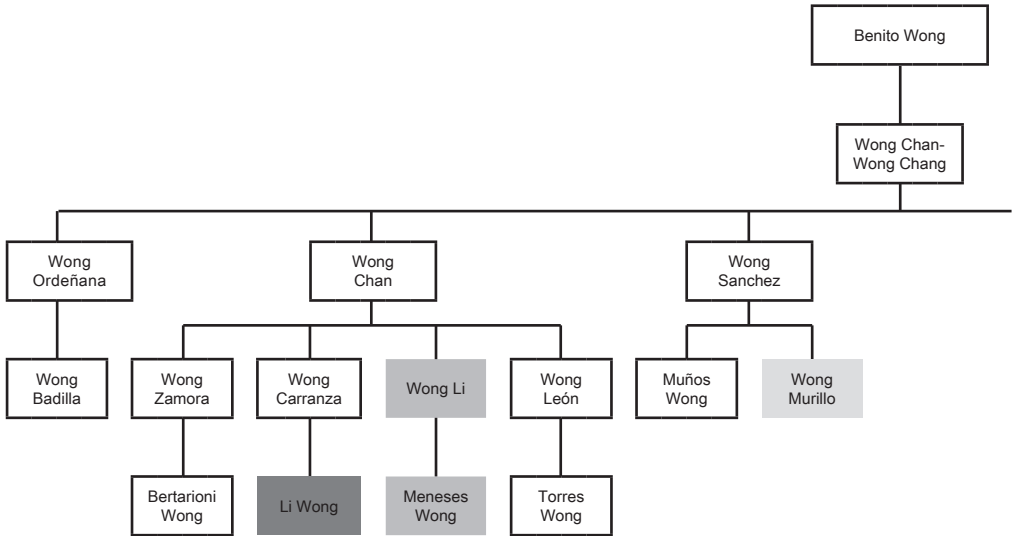 Benito Wong
Wong Chan-
Wong Chang
Wong
Ordeñana
Wong
Chan
Wong
Sanchez
Wong
Badilla
Wong
Zamora
Wong
Carranza
Wong Li
Wong
León
Muños
Wong
Wong
Murillo
Bertarioni
Wong
Li Wong
Meneses
Wong
Torres
Wong